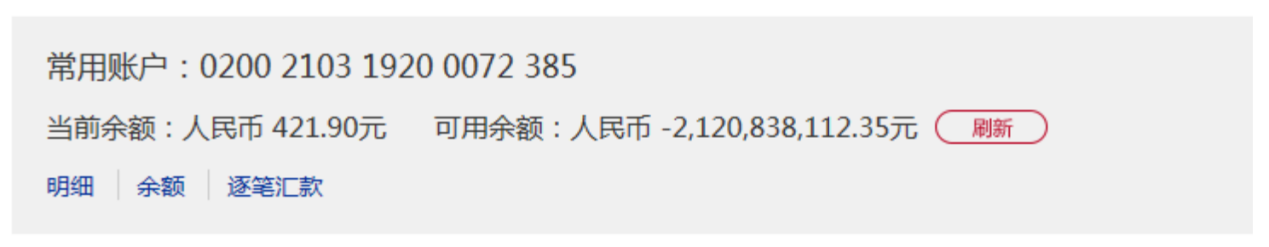 常用账户：0200 2103 1920 0072 385
当前余额：人民币 421.90元 可用余额：人民币 -2,120,838,112.35元 刷新
明细 余额 逐笔汇款